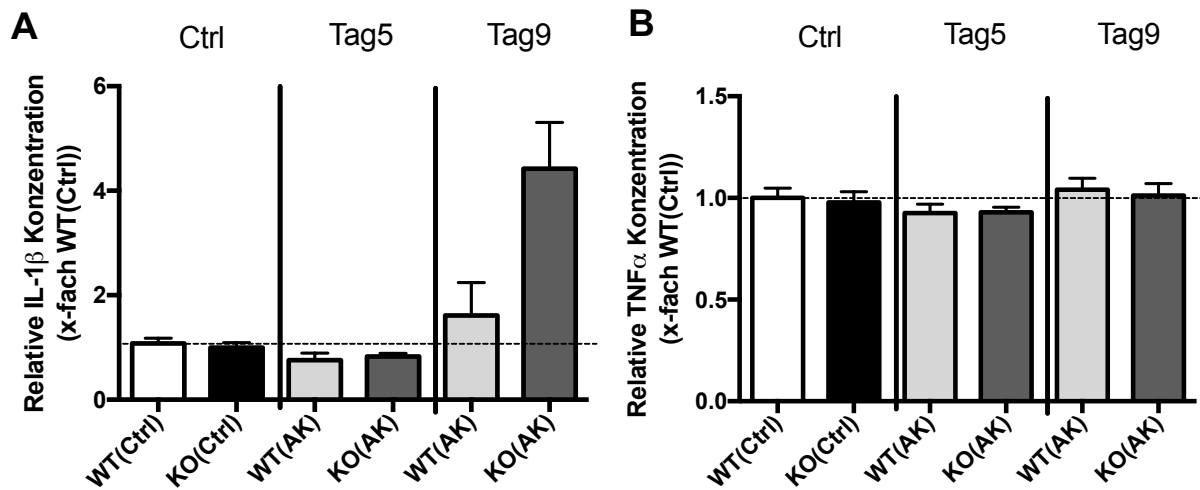 A
Ctrl
Tag5
Tag9
Relative IL-1β Konzentration
(x-fach WT(Ctrl))
6
4
2
0
WT(Ctrl)
KO(Ctrl)
WT(AK)
KO(AK)
WT(AK)
KO(AK)
B
Ctrl
Tag5
Tag9
Relative TNFα Konzentration
(x-fach WT(Ctrl))
1.5
1.0
0.5
0.0
WT(Ctrl)
KO(Ctrl)
WT(AK)
KO(AK)
WT(AK)
KO(AK)